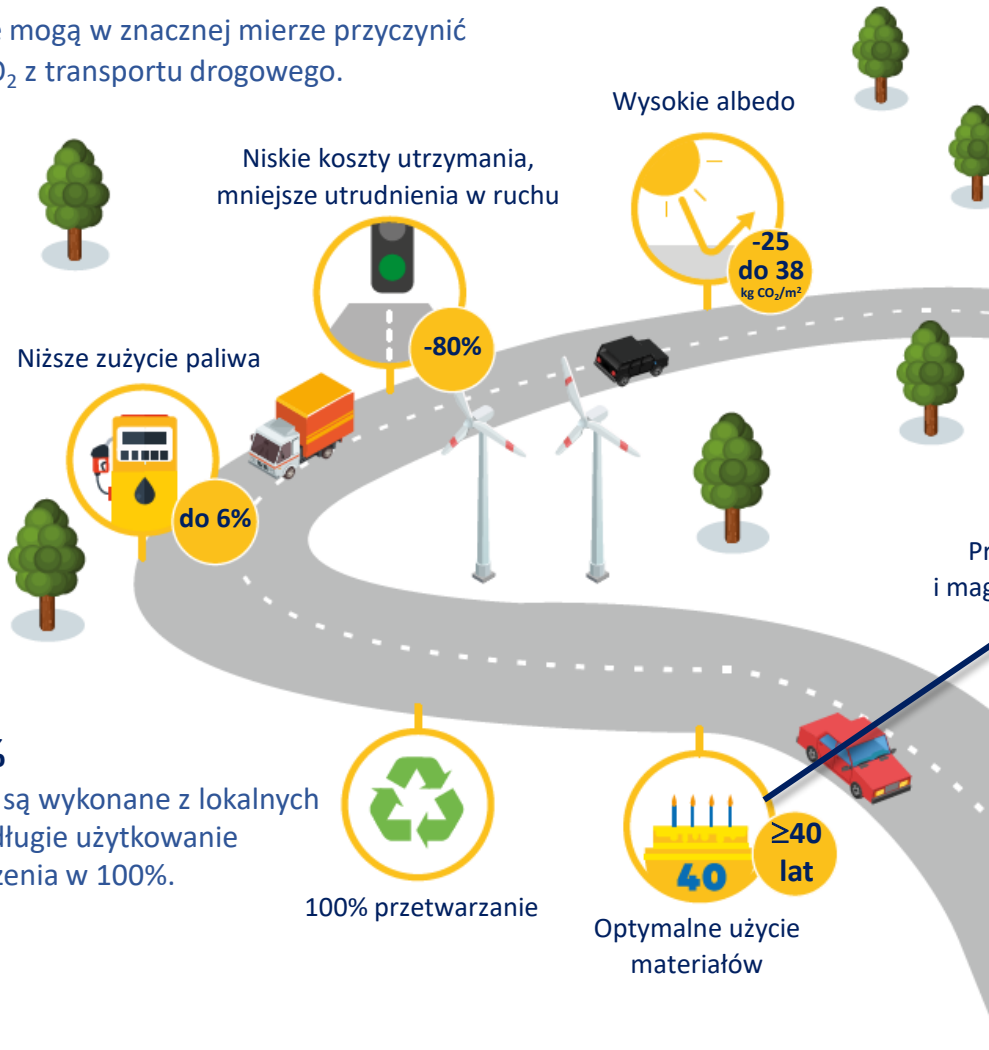 mogą w znacznej mierze przyczynić
O₂ z transportu drogowego.
Wysokie albedo
-25
do 38
kg CO₂/m²
Niskie koszty utrzymania,
mniejsze utrudnienia w ruchu
-80%
Niższe zużycie paliwa
do 6%
i
%
są wykonane z lokalnych
długie użytkowanie
w 100%.
100% przetwarzanie
40
≥40
lat
Optymalne użycie
materiałów